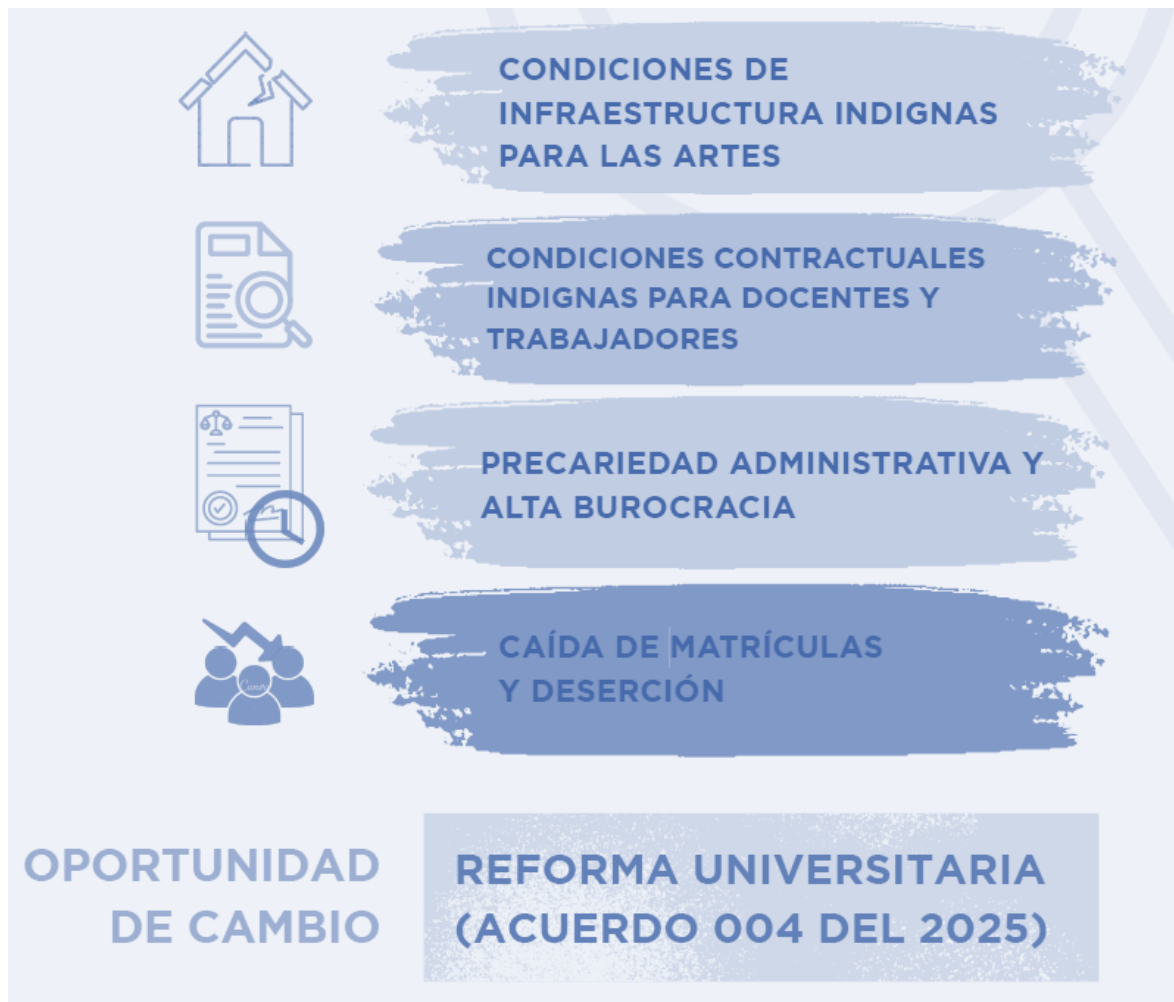 CONDICIONES DE
INFRAESTRUCTURA INDIGNAS
PARA LAS ARTES
CONDICIONES CONTRACTUALES
INDIGNAS PARA DOCENTES Y
TRABAJADORES
PRECARIEDAD ADMINISTRATIVA Y
ALTA BUROCRACIA
CAÍDA DE MATRÍCULAS
Y DESERCIÓN
OPORTUNIDAD
DE CAMBIO
REFORMA UNIVERSITARIA
(ACUERDO 004 DEL 2025)